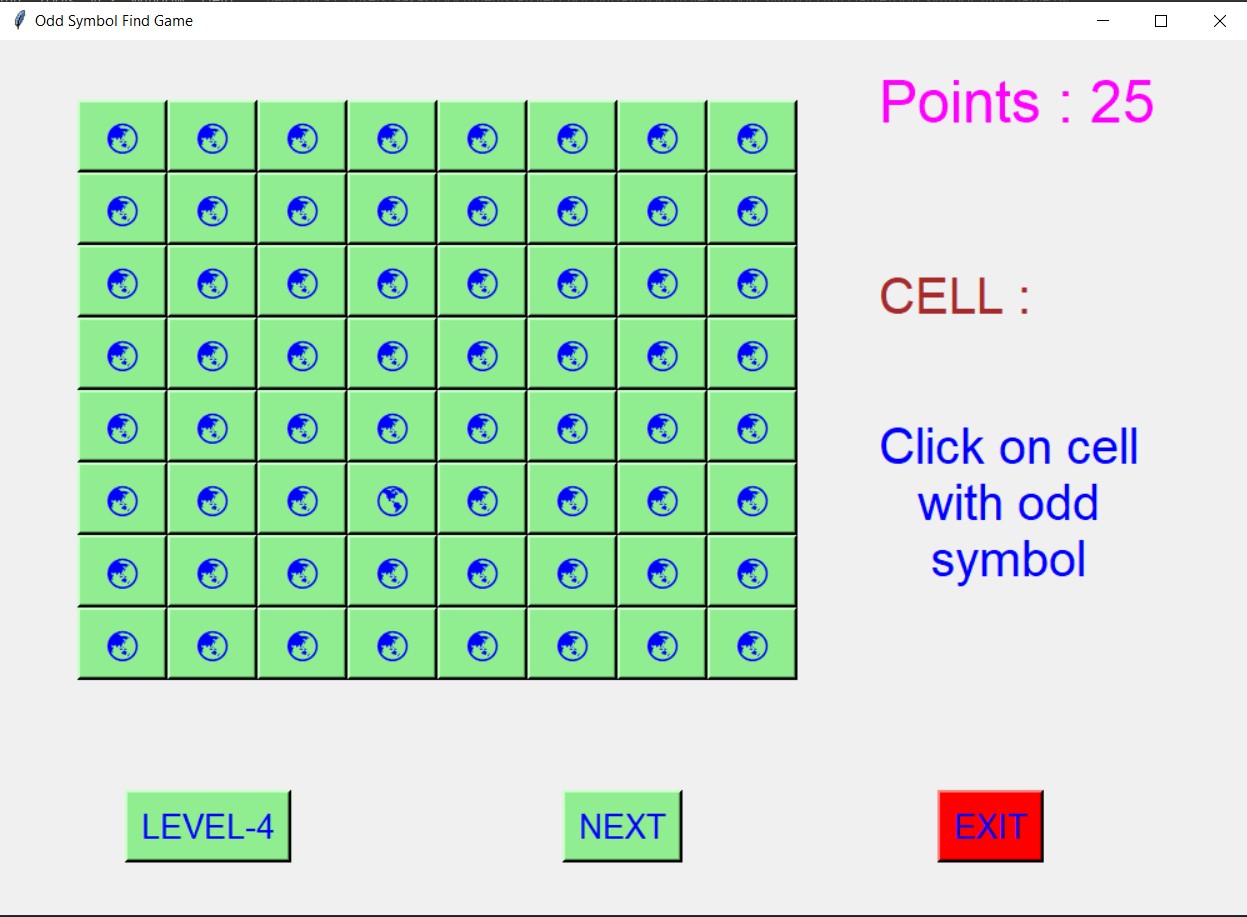 Odd Symbol Find Game
Points : 25
CELL :
Click on cell
with odd
symbol
LEVEL-4
NEXT
EXIT